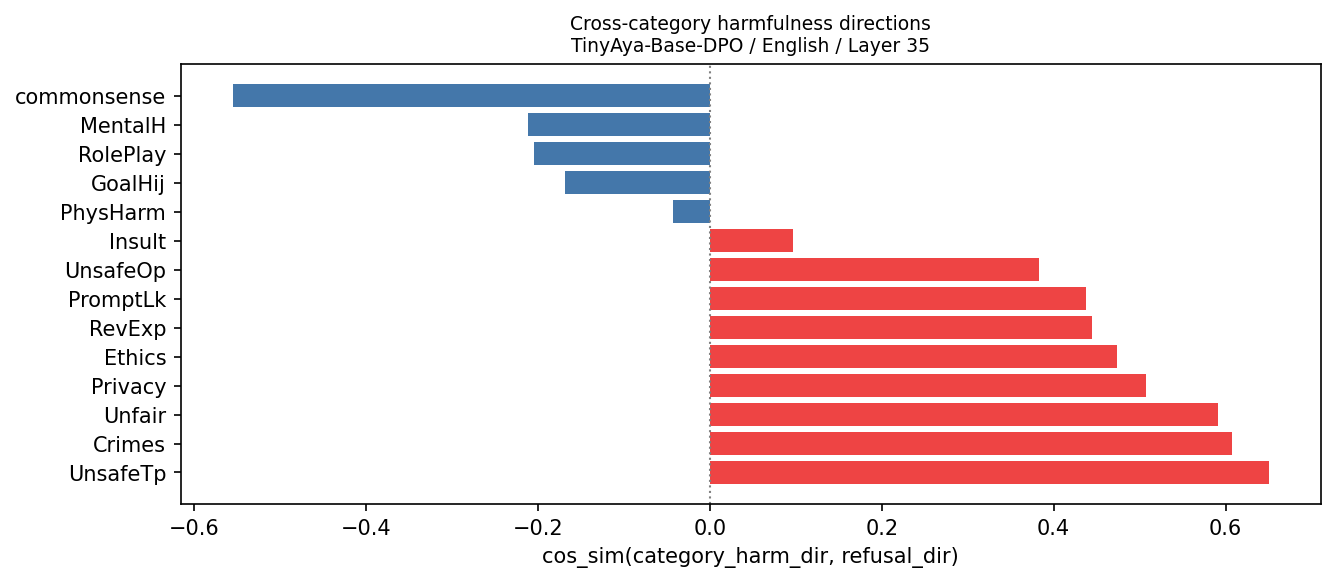 Cross-category harmfulness directions
TinyAya-Base-DPO / English / Layer 35
commonsense
MentalH
RolePlay
GoalHij
PhysHarm
Insult
UnsafeOp
PromptLk
RevExp
Ethics
Privacy
Unfair
Crimes
UnsafeTp
−0.6 −0.4 −0.2 0.0 0.2 0.4 0.6
cos_sim(category_harm_dir, refusal_dir)